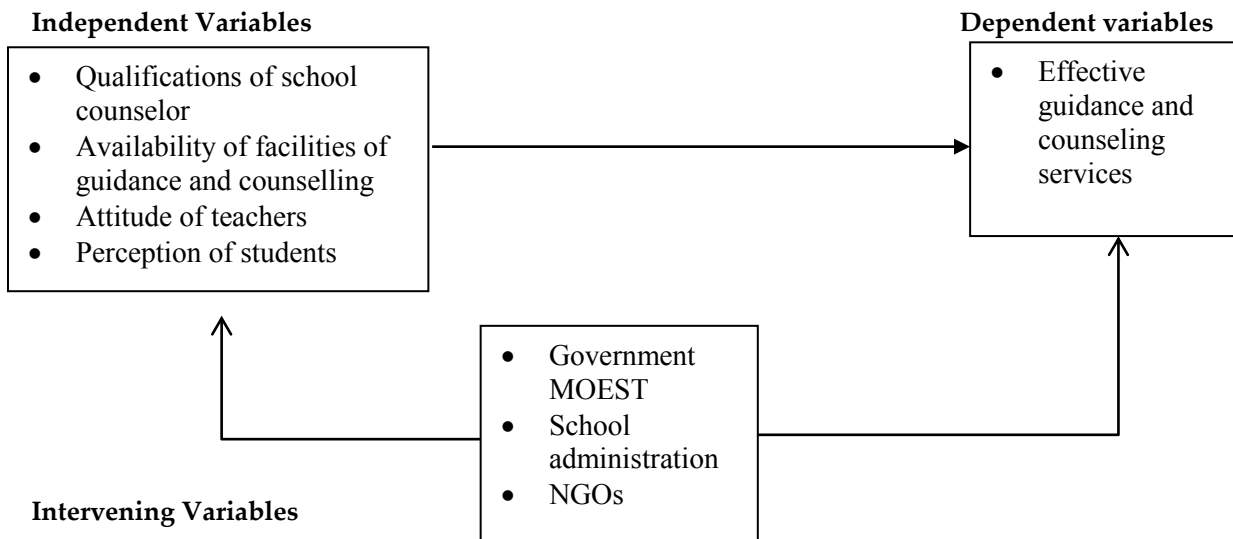 Independent Variables
• Qualifications of school
counselor
• Availability of facilities of
guidance and counselling
• Attitude of teachers
• Perception of students
Dependent variables
• Effective
guidance and
counseling
services
• Government
MOEST
• School
administration
• NGOs
Intervening Variables